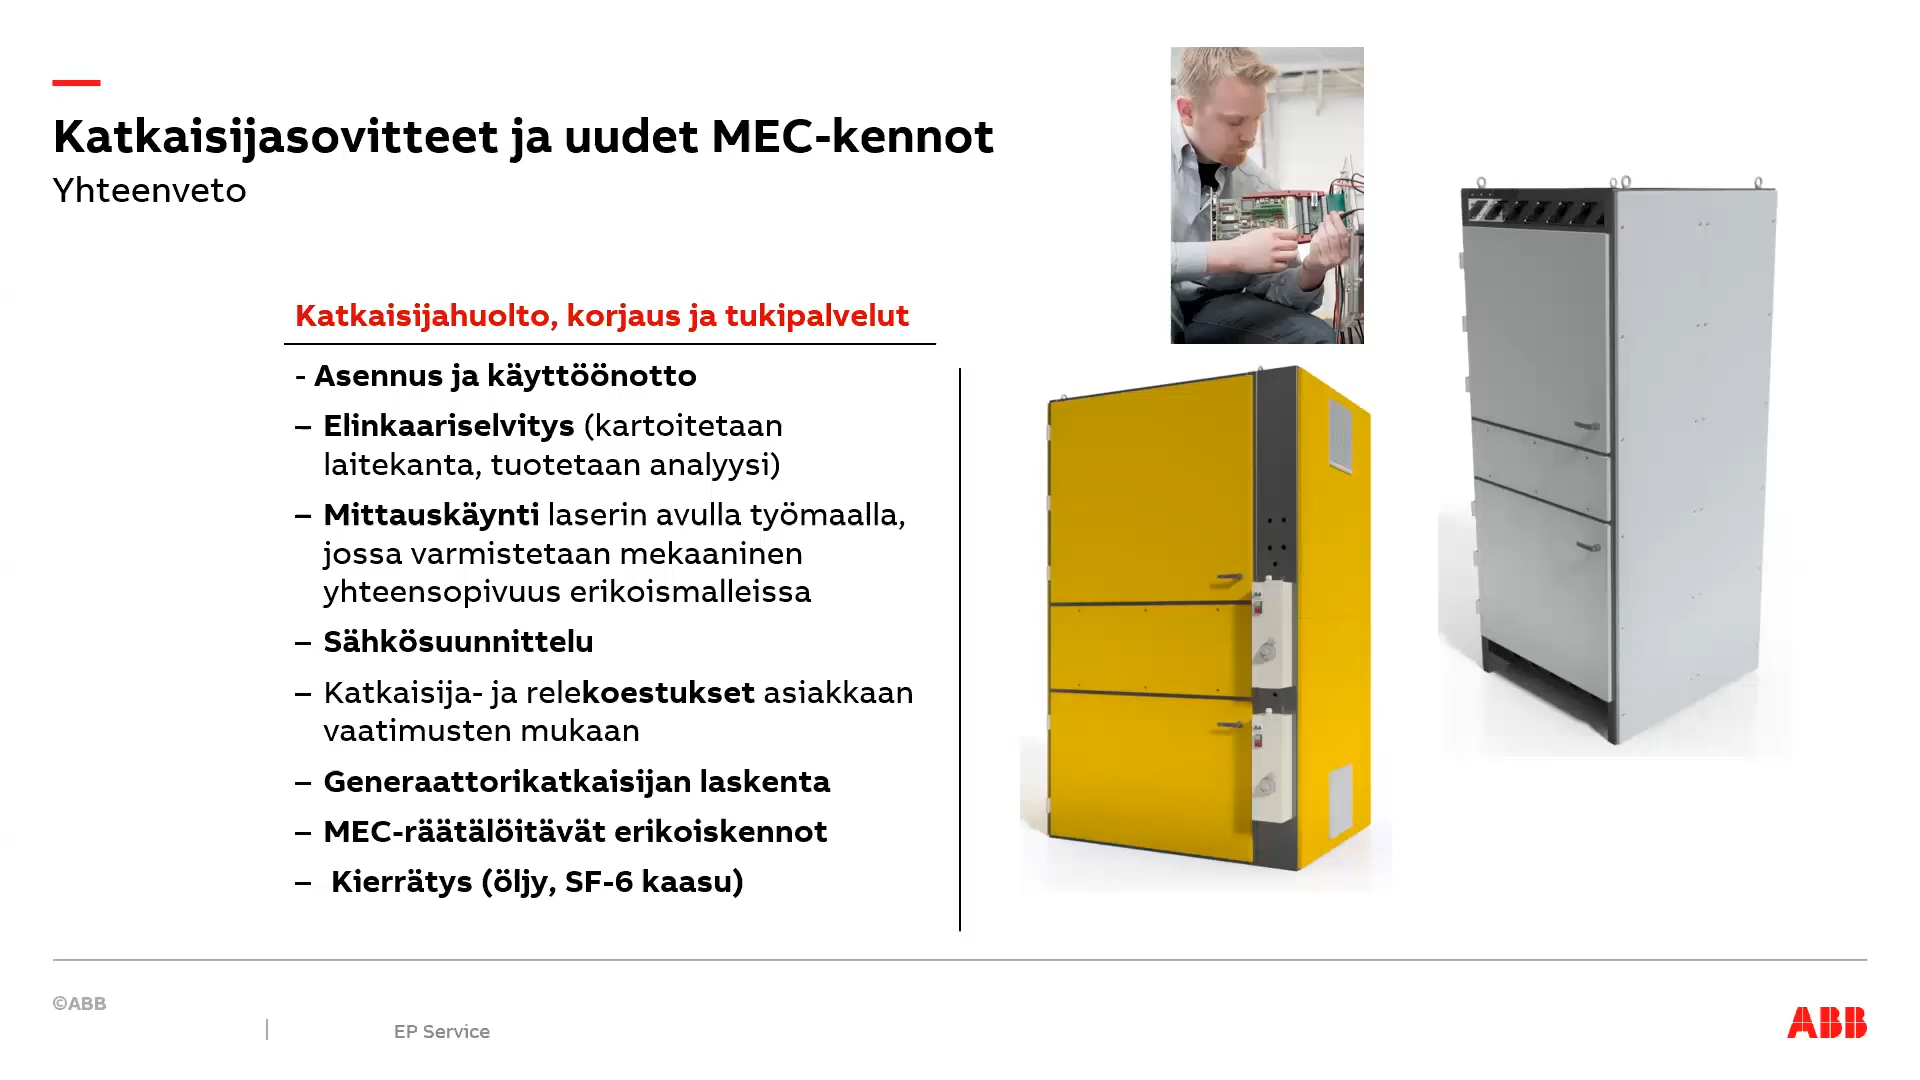 Katkaisijasovitteet ja uudet MEC-kennot
Yhteenveto
Katkaisijahuolto, korjaus ja tukipalvelut
- Asennus ja käyttöönotto
– Elinkaariselvitys (kartoitetaan
laitekanta, tuotetaan analyysi)
– Mittauskäynti laserin avulla työmaalla,
jossa varmistetaan mekaaninen
yhteensopivuus erikoismalleissa
– Sähkösuunnittelu
– Katkaisija- ja relekoestukset asiakkaan
vaatimusten mukaan
– Generaattorikatkaisijan laskenta
– MEC-räätälöitävät erikoiskennot
– Kierrätys (öljy, SF-6 kaasu)
©ABB
EP Service
ABB